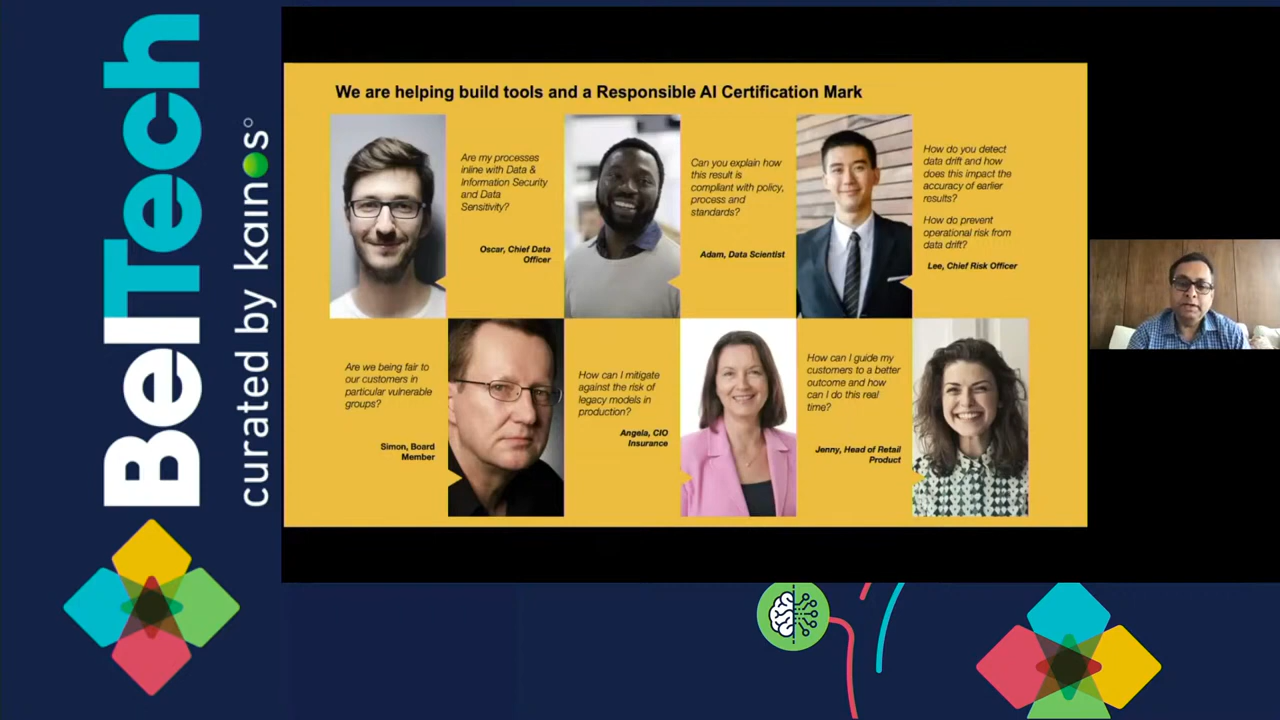 BelTech
curated by kainos
We are helping build tools and a Responsible AI Certification Mark
Are my processes
inline with Data &
Information Security
and Data
Sensitivity?
Oscar, Chief Data
Officer
Can you explain how
this result is
compliant with policy,
process and
standards?
Adam, Data Scientist
How do you detect
data drift and how
does this impact the
accuracy of earlier
results?
How do prevent
operational risk from
data drift?
Lee, Chief Risk Officer
Are we being fair to
our customers in
particular vulnerable
groups?
Simon, Board
Member
How can I mitigate
against the risk of
legacy models in
production?
Angela, CIO
Insurance
How can I guide my
customers to a better
outcome and how
can I do this real
time?
Jenny, Head of Retail
Product